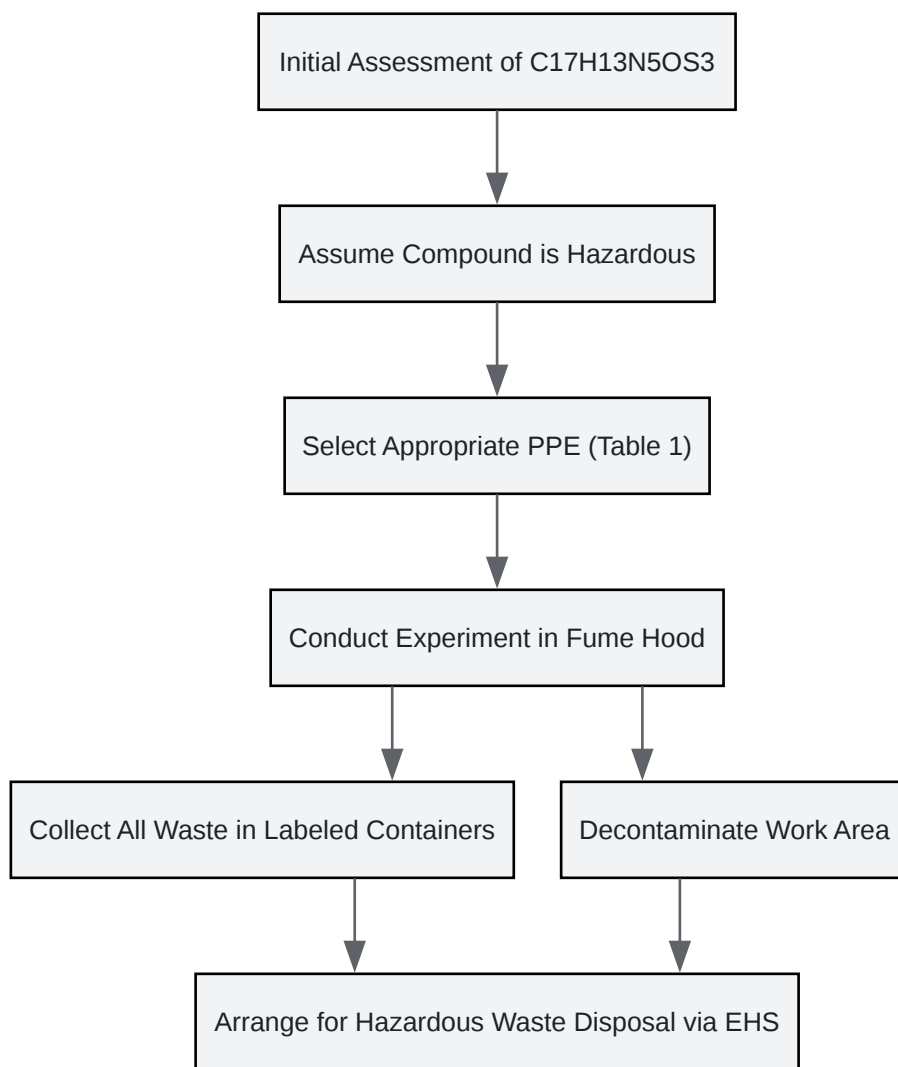 Initial Assessment of C17H13N5OS3
Assume Compound is Hazardous
Select Appropriate PPE (Table 1)
Conduct Experiment in Fume Hood
Collect All Waste in Labeled Containers
Decontaminate Work Area
Arrange for Hazardous Waste Disposal via EHS